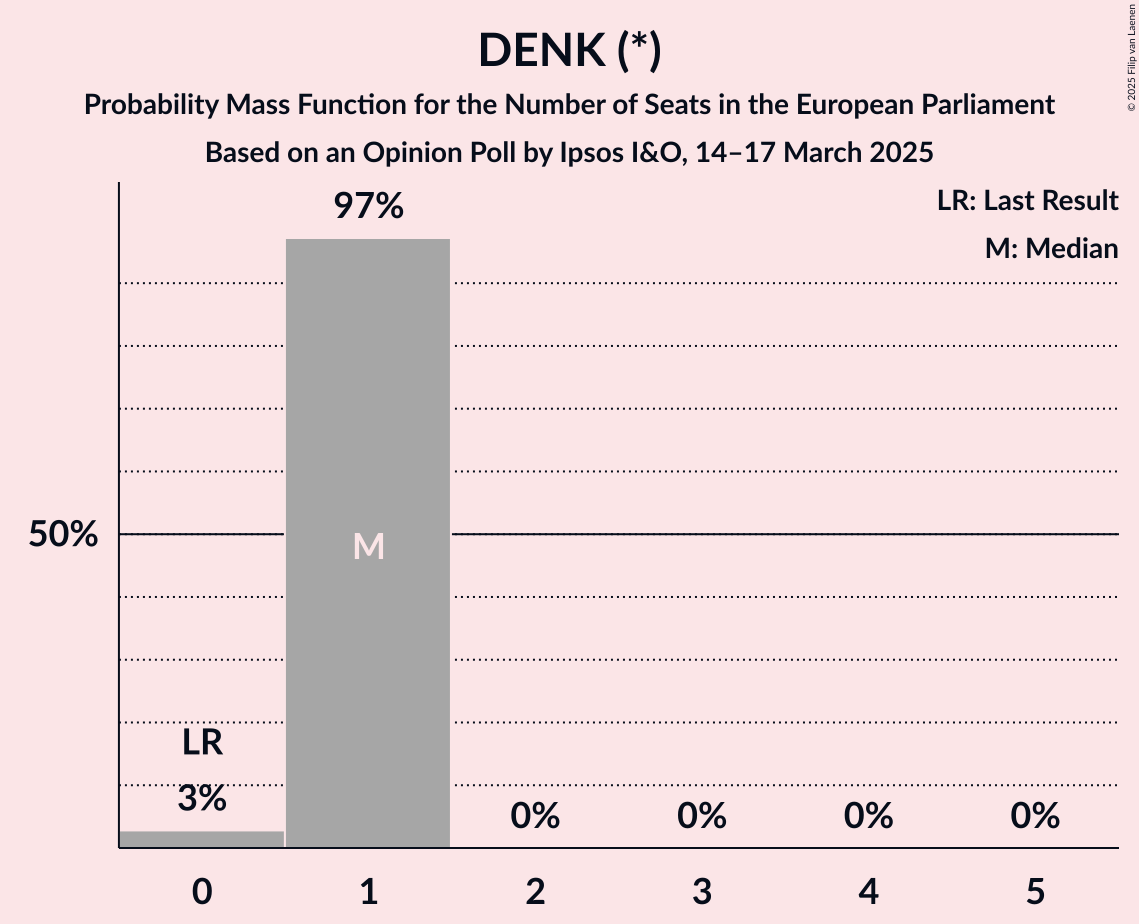 DENK (*)
Probability Mass Function for the Number of Seats in the European Parliament
Based on an Opinion Poll by Ipsos I&O, 14–17 March 2025
© 2025 Filip van Laenen
LR: Last Result
M: Median
97%
50%
M
LR
3%
0%
0%
0%
0%
0
1
2
3
4
5